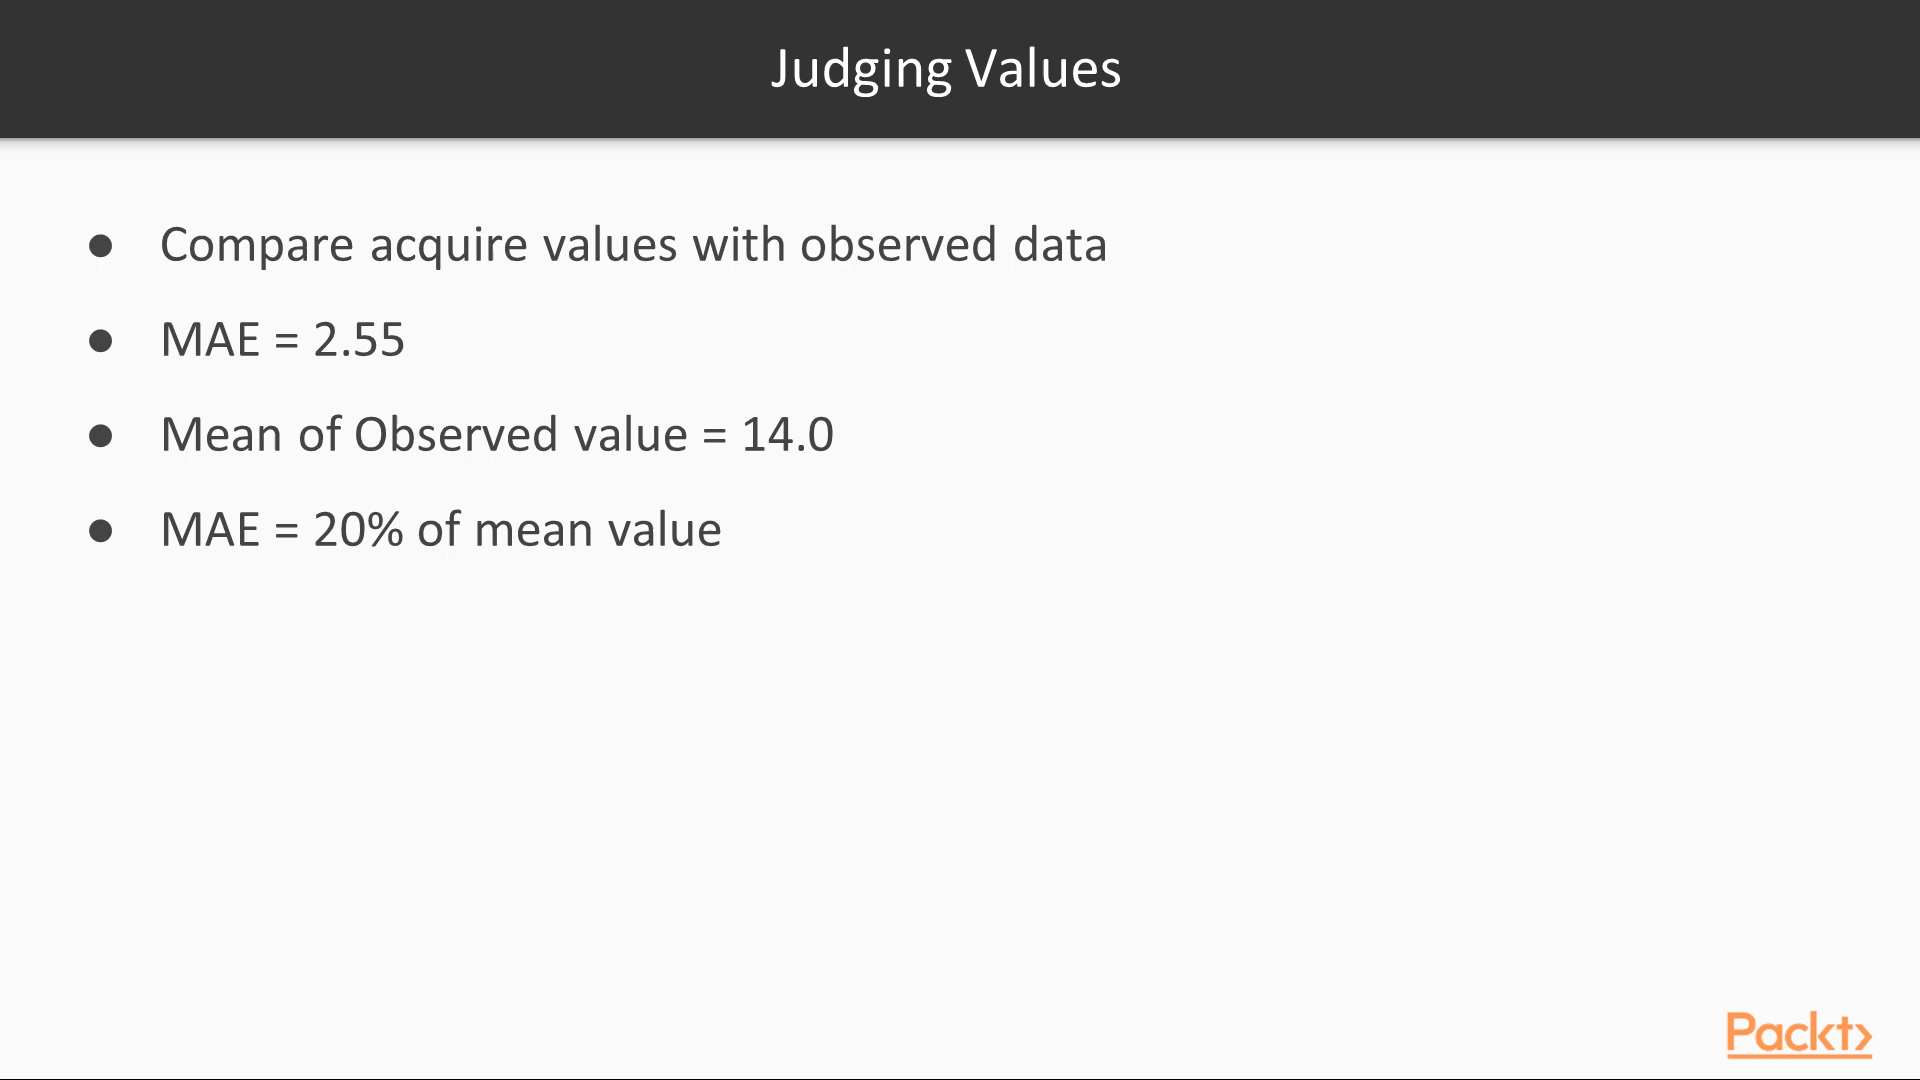 Judging Values
● Compare acquire values with observed data
● MAE = 2.55
● Mean of Observed value = 14.0
● MAE = 20% of mean value
Packt>